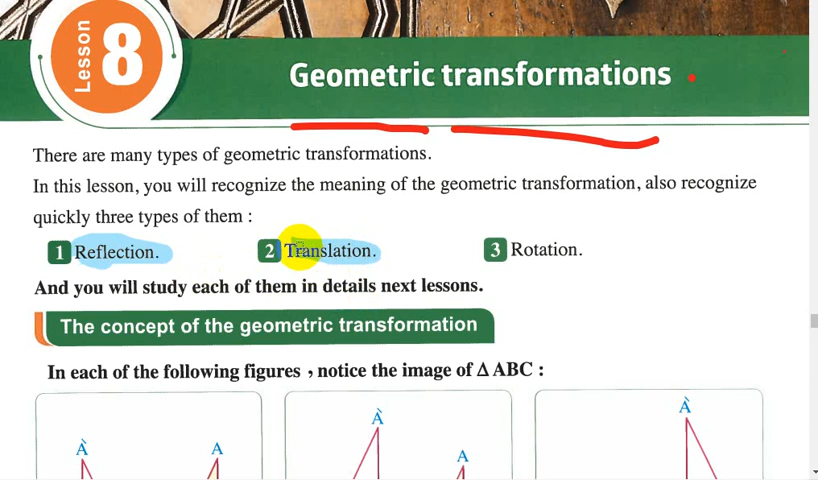 Lesson 8
Geometric transformations
There are many types of geometric transformations.
In this lesson, you will recognize the meaning of the geometric transformation, also recognize
quickly three types of them :
1 Reflection.
2 Translation.
3 Rotation.
And you will study each of them in details next lessons.
The concept of the geometric transformation
In each of the following figures , notice the image of Δ ABC :
À
A
À
A
À